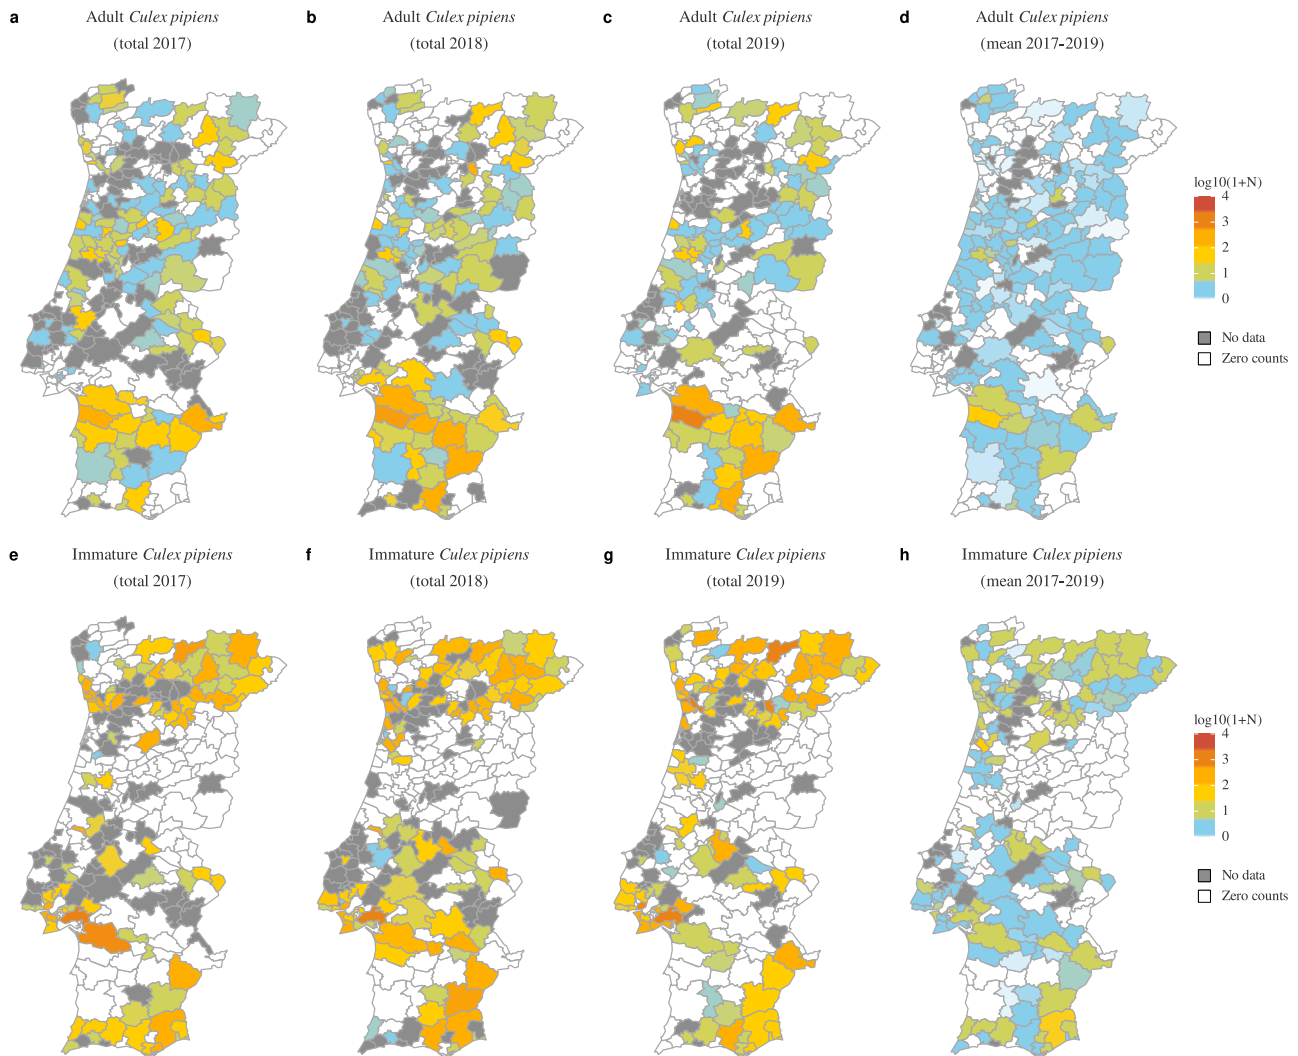 a Adult Culex pipiens
(total 2017)
b Adult Culex pipiens
(total 2018)
c Adult Culex pipiens
(total 2019)
d Adult Culex pipiens
(mean 2017-2019)
log10(1+N)
4
3
2
1
0
No data
Zero counts
e Immature Culex pipiens
(total 2017)
f Immature Culex pipiens
(total 2018)
g Immature Culex pipiens
(total 2019)
h Immature Culex pipiens
(mean 2017-2019)
log10(1+N)
4
3
2
1
0
No data
Zero counts